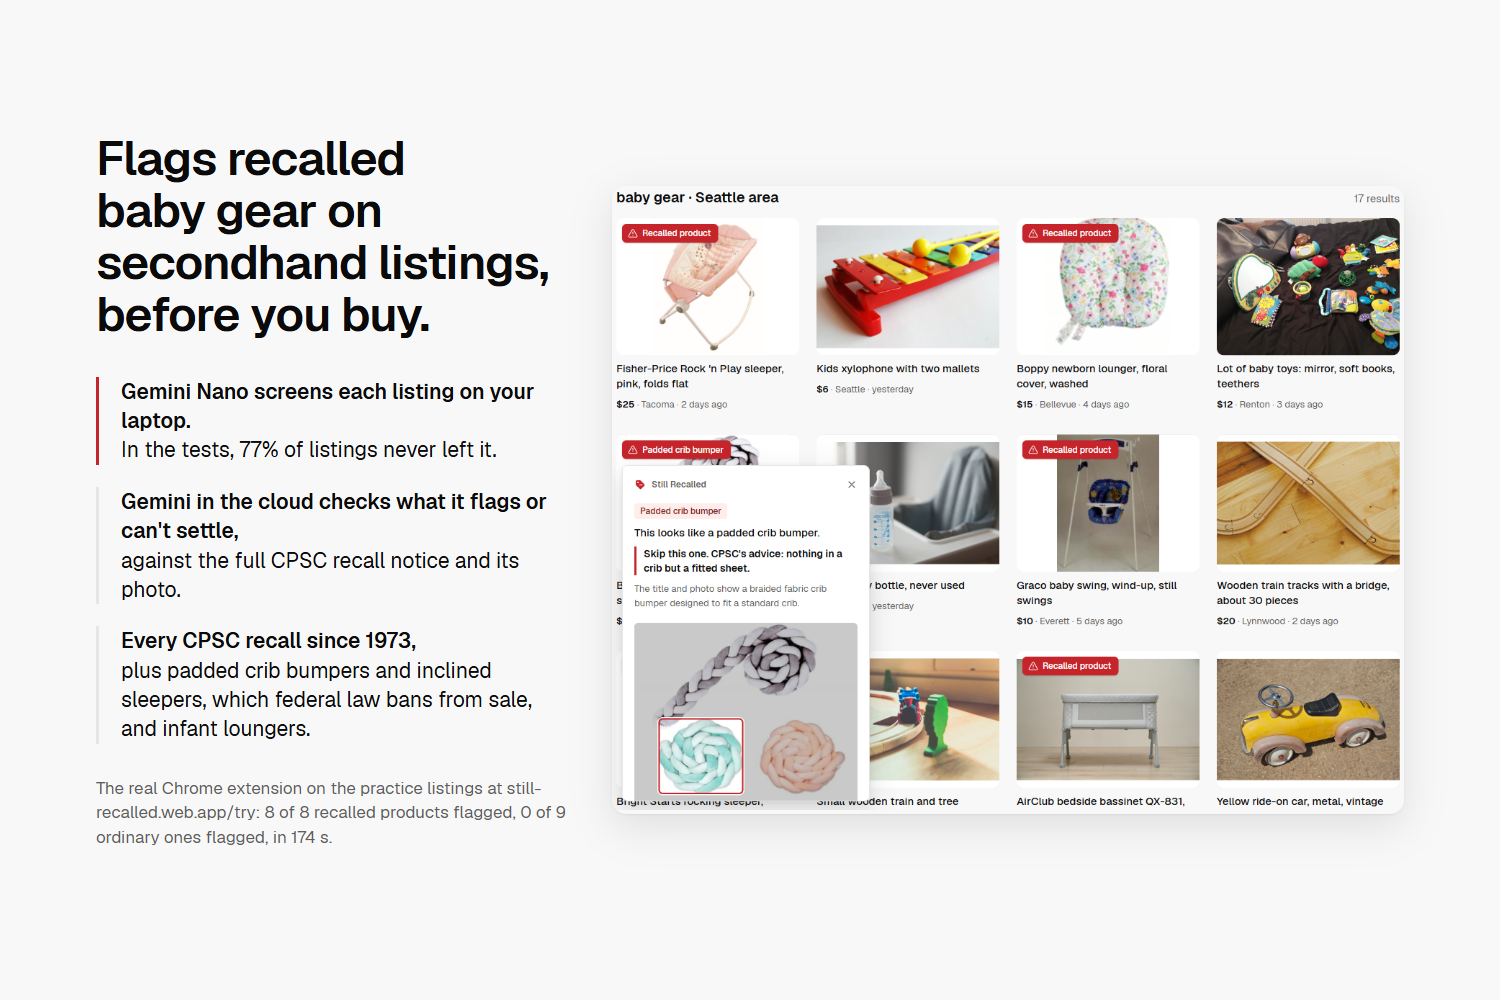 Flags recalled
baby gear on
secondhand listings,
before you buy.
Gemini Nano screens each listing on your
laptop.
In the tests, 77% of listings never left it.
Gemini in the cloud checks what it flags or
can't settle,
against the full CPSC recall notice and its
photo.
Every CPSC recall since 1973,
plus padded crib bumpers and inclined
sleepers, which federal law bans from sale,
and infant loungers.
The real Chrome extension on the practice listings at still-
recalled.web.app/try: 8 of 8 recalled products flagged, 0 of 9
ordinary ones flagged, in 174 s.
baby gear · Seattle area
17 results
Recalled product
Fisher-Price Rock 'n Play sleeper,
pink, folds flat
$25 · Tacoma · 2 days ago
Kids xylophone with two mallets
$6 · Seattle · yesterday
Recalled product
Boppy newborn lounger, floral
cover, washed
$15 · Bellevue · 4 days ago
Lot of baby toys: mirror, soft books,
teethers
$12 · Renton · 3 days ago
Padded crib bumper
Still Recalled
Padded crib bumper
This looks like a padded crib bumper.
Skip this one. CPSC's advice: nothing in a
crib but a fitted sheet.
The title and photo show a braided fabric crib
bumper designed to fit a standard crib.
bottle, never used
yesterday
Recalled product
Graco baby swing, wind-up, still
swings
$10 · Everett · 5 days ago
Wooden train tracks with a bridge,
about 30 pieces
$20 · Lynnwood · 2 days ago
Bright Starts rocking sleeper,
Small wooden train and tree
Recalled product
AirClub bedside bassinet QX-831,
Yellow ride-on car, metal, vintage